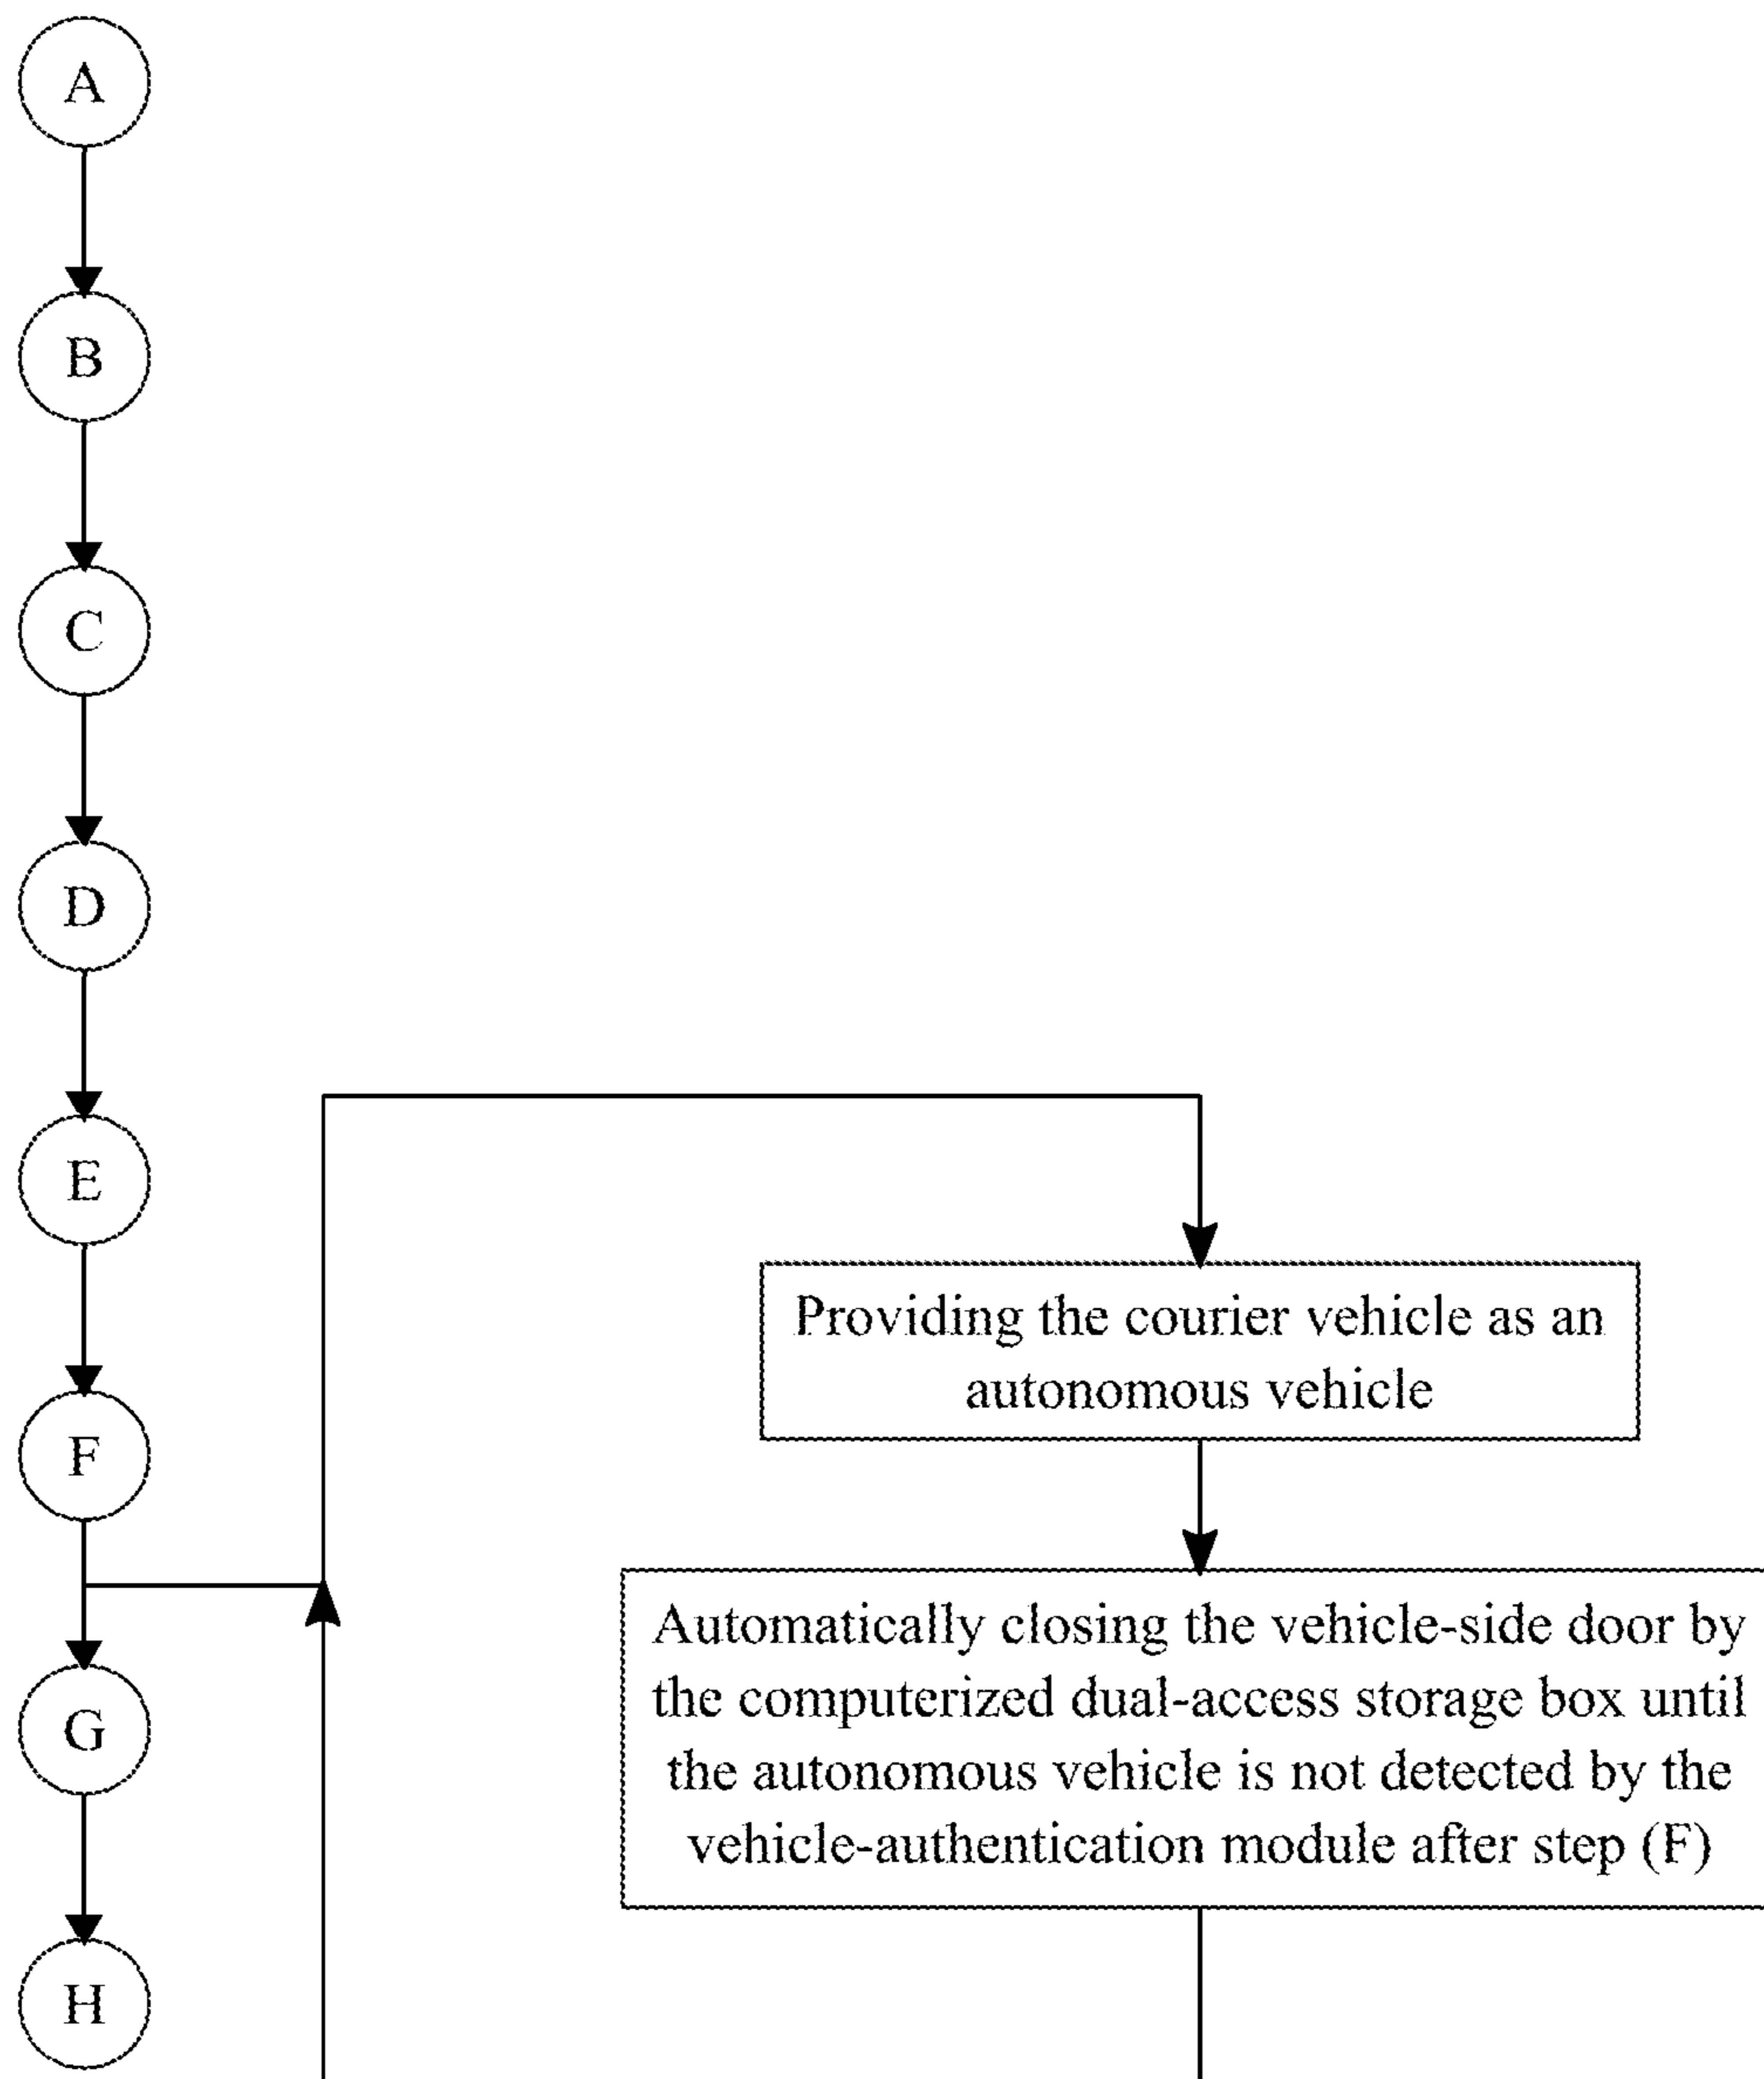 A
B
C
D
E
F
G
H
Providing the courier vehicle as an
autonomous vehicle
Automatically closing the vehicle-side door by
the computerized dual-access storage box until
the autonomous vehicle is not detected by the
vehicle-authentication module after step (F)